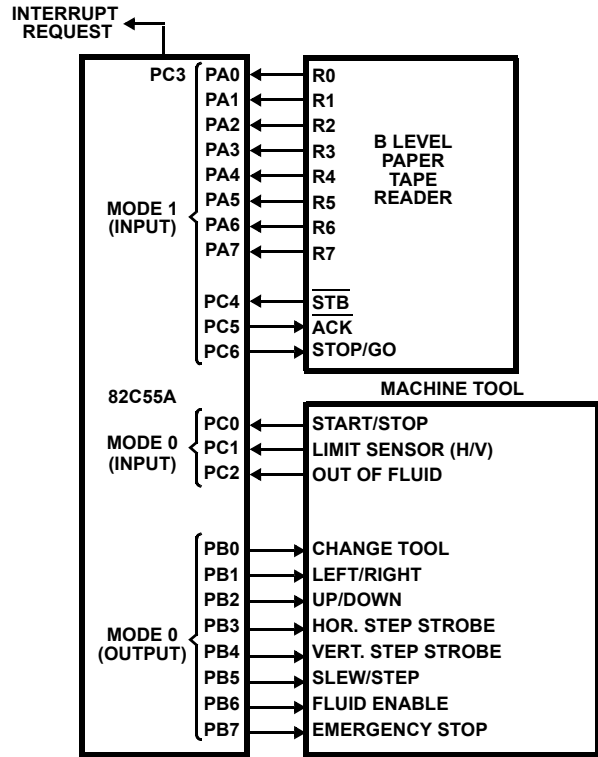 INTERRUPT
REQUEST
PC3 PA0 R0
PA1 R1
PA2 R2
PA3 R3
PA4 R4
PA5 R5
PA6 R6
PA7 R7
MODE 1
(INPUT)
B LEVEL
PAPER
TAPE
READER
PC4 STB
PC5 ACK
PC6 STOP/GO
MACHINE TOOL
82C55A
MODE 0
(INPUT)
PC0 START/STOP
PC1 LIMIT SENSOR (H/V)
PC2 OUT OF FLUID
MODE 0
(OUTPUT)
PB0 CHANGE TOOL
PB1 LEFT/RIGHT
PB2 UP/DOWN
PB3 HOR. STEP STROBE
PB4 VERT. STEP STROBE
PB5 SLEW/STEP
PB6 FLUID ENABLE
PB7 EMERGENCY STOP